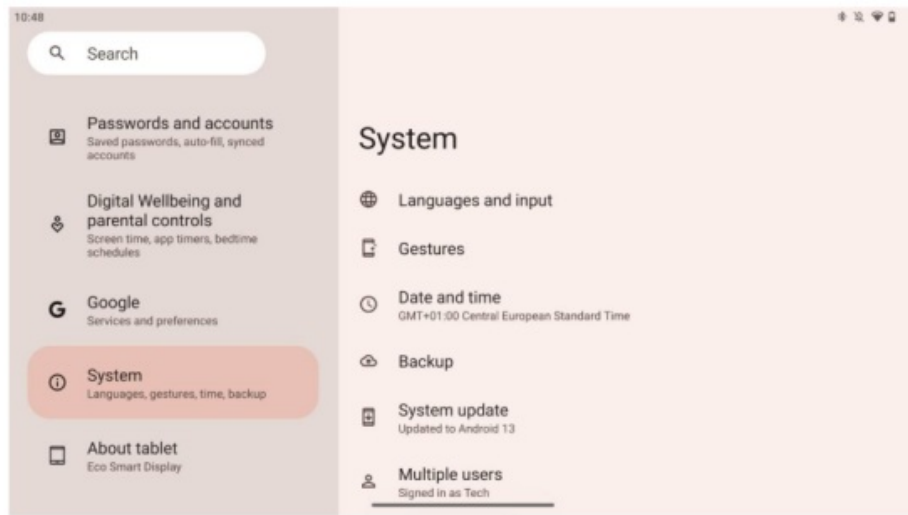 10:48
Search
Passwords and accounts
Saved passwords, auto-fill, synced
accounts
Digital Wellbeing and
parental controls
Screen time, app timers, bedtime
schedules
Google
Services and preferences
System
Languages, gestures, time, backup
About tablet
Eco Smart Display
System
Languages and input
Gestures
Date and time
GMT+01:00 Central European Standard Time
Backup
System update
Updated to Android 13
Multiple users
Signed in as Tech